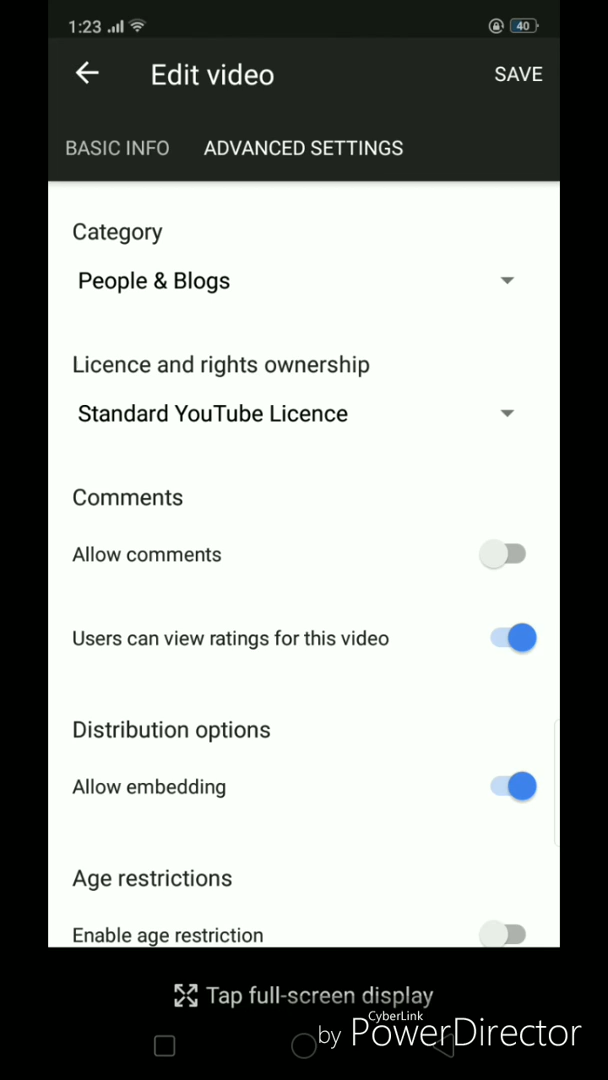 1:23
40
Edit video
SAVE
BASIC INFO
ADVANCED SETTINGS
Category
People & Blogs
Licence and rights ownership
Standard YouTube Licence
Comments
Allow comments
Users can view ratings for this video
Distribution options
Allow embedding
Age restrictions
Enable age restriction
Tap full-screen display
CyberLink
by PowerDirector